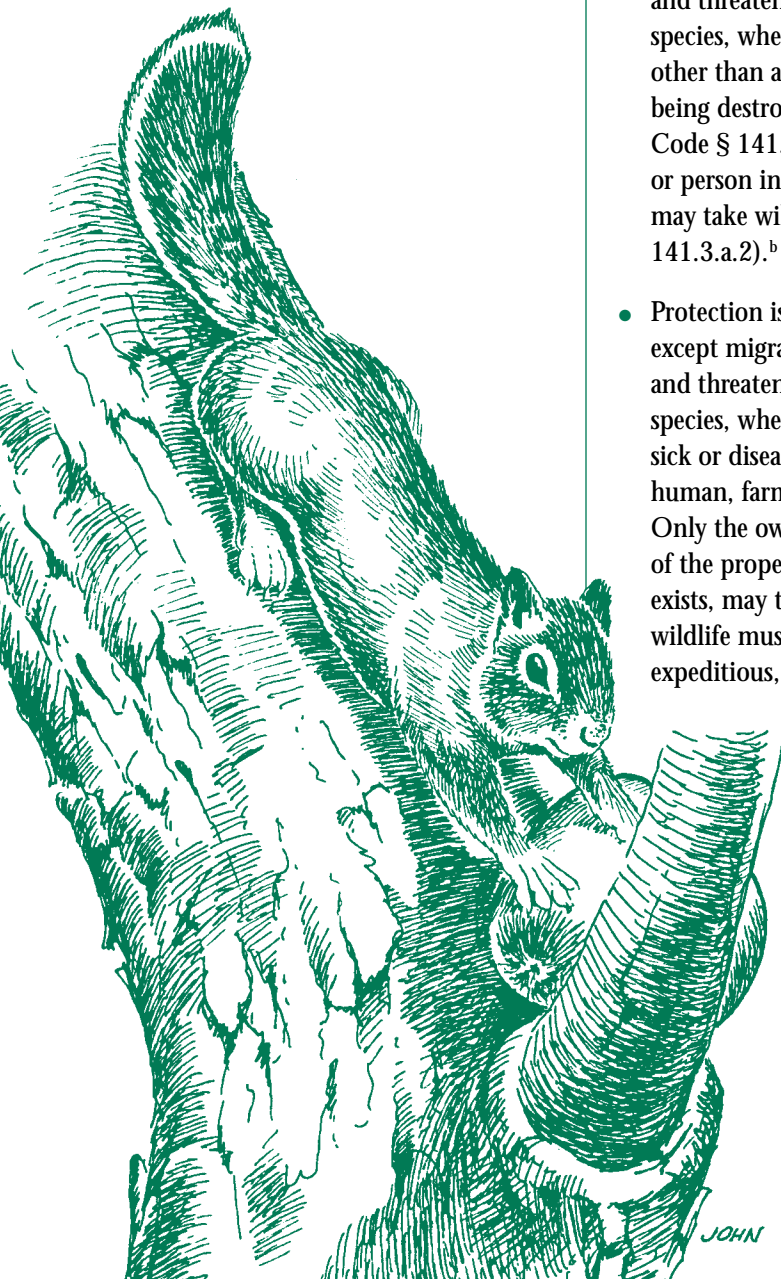 and threaten
species, whe
other than a
being destro
Code § 141.
or person in
may take wi
141.3.a.2).b
• Protection is
except migra
and threaten
species, whe
sick or disea
human, farn
Only the ow
of the prope
exists, may t
wildlife mus
expeditious,
JOHN